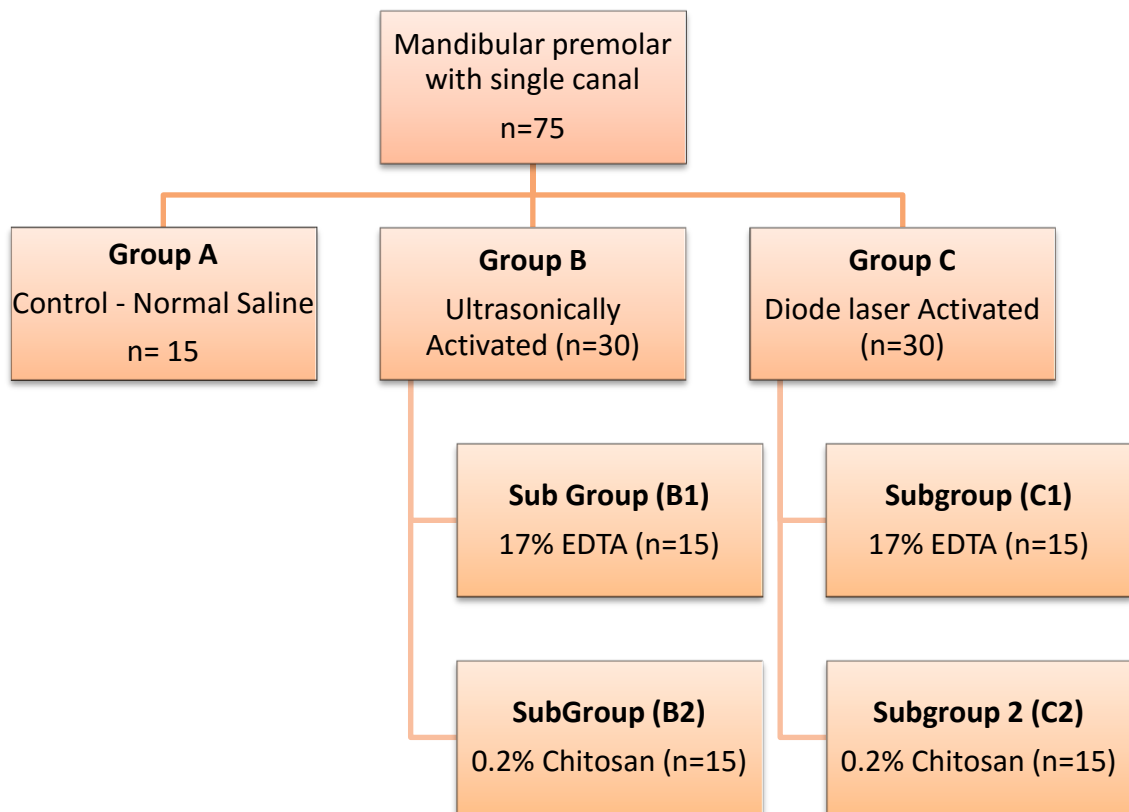 Mandibular premolar
with single canal
n=75
Group A
Control - Normal Saline
n= 15
Group B
Ultrasonically
Activated (n=30)
Group C
Diode laser Activated
(n=30)
Sub Group (B1)
17% EDTA (n=15)
Subgroup (C1)
17% EDTA (n=15)
SubGroup (B2)
0.2% Chitosan (n=15)
Subgroup 2 (C2)
0.2% Chitosan (n=15)